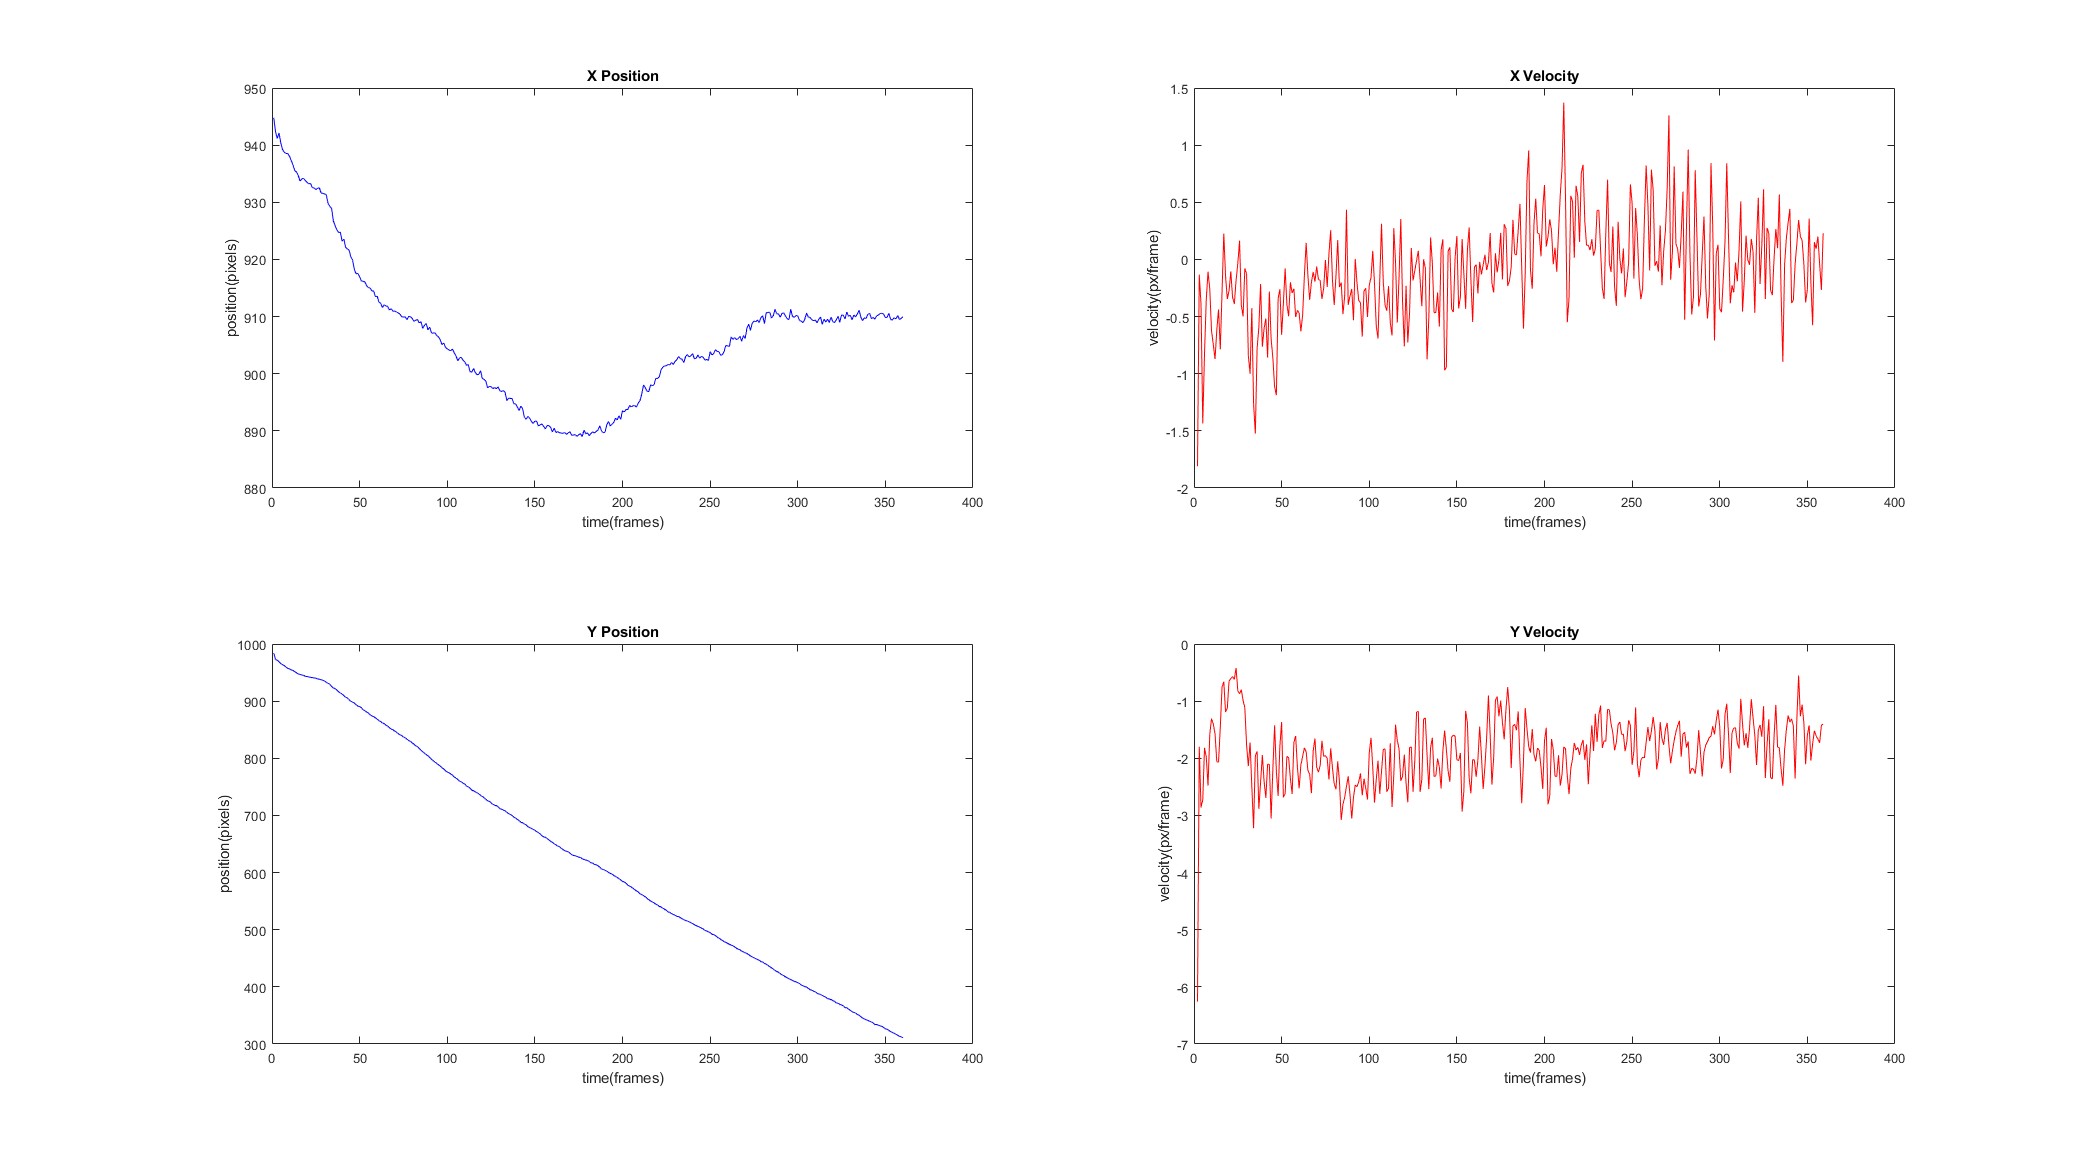 X Position
950
940
930
920
910
900
890
880
position(pixels)
0 50 100 150 200 250 300 350 400
time(frames)
X Velocity
1.5
1
0.5
0
-0.5
-1
-1.5
-2
velocity(px/frame)
0 50 100 150 200 250 300 350 400
time(frames)
Y Position
1000
900
800
700
600
500
400
300
position(pixels)
0 50 100 150 200 250 300 350 400
time(frames)
Y Velocity
0
-1
-2
-3
-4
-5
-6
-7
velocity(px/frame)
0 50 100 150 200 250 300 350 400
time(frames)